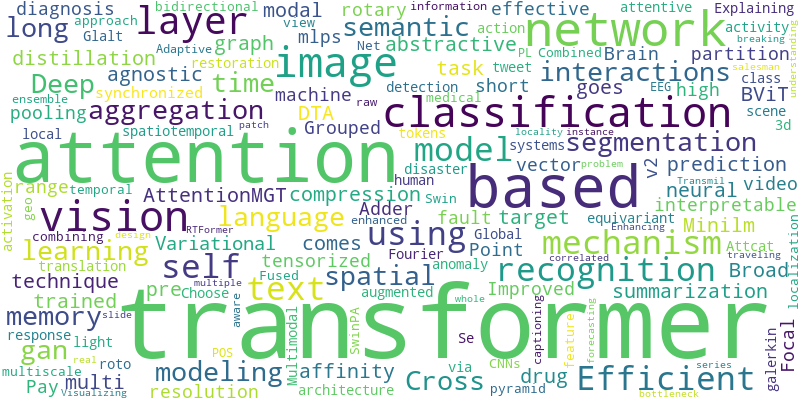 diagnosis
approach
bidirectional
modal
rotary
information
effective
attentive
Explaining
long
Glalt
layer
Adaptive
view
mlps
semantic
action
network
activity
breaking
distillation
graph
Net
abstractive
PL
Combined
Brain
partition
Deep
agnostic
restoration
image
task
tweet
interactions
salesman
understanding
synchronized
time
machine
detection
short
goes
class
EEG
high
BViT
ensemble
pooling
aggregation
DTA
raw
medical
classification
scene
local
spatiotemporal
patch
Grouped
tokens
locality
instance
3d
attention
model
systems
segmentation
human
disaster
vector
v2
prediction
problem
range
temporal
AttentionMGT
compression
Swin
based
Transmil
neural
video
activation
geo
vision
RTFormer
language
Adder
enhanced
fault
target
equivariant
interpretable
Minilm
combining
Variational
comes
using
Global
Enhancing
Attcat
learning
design
Fourier
Point
mechanism
traveling
localization
translation
self
tensorized
anomaly
correlated
technique
multiple
Fused
spatial
recognition
Broad
trained
pre
Choose
text
augmented
Improved
summarization
memory
slide
aware
whole
response
light
transformer
Se
captioning
feature
forecasting
Focal
gan
real
roto
Multimodal
SwinPA
galerkin
multiscale
POS
modeling
affinity
via
CNNs
series
Pay
multi
Visualizing
resolution
architecture
Cross
pyramid
drug
Efficient
bottleneck